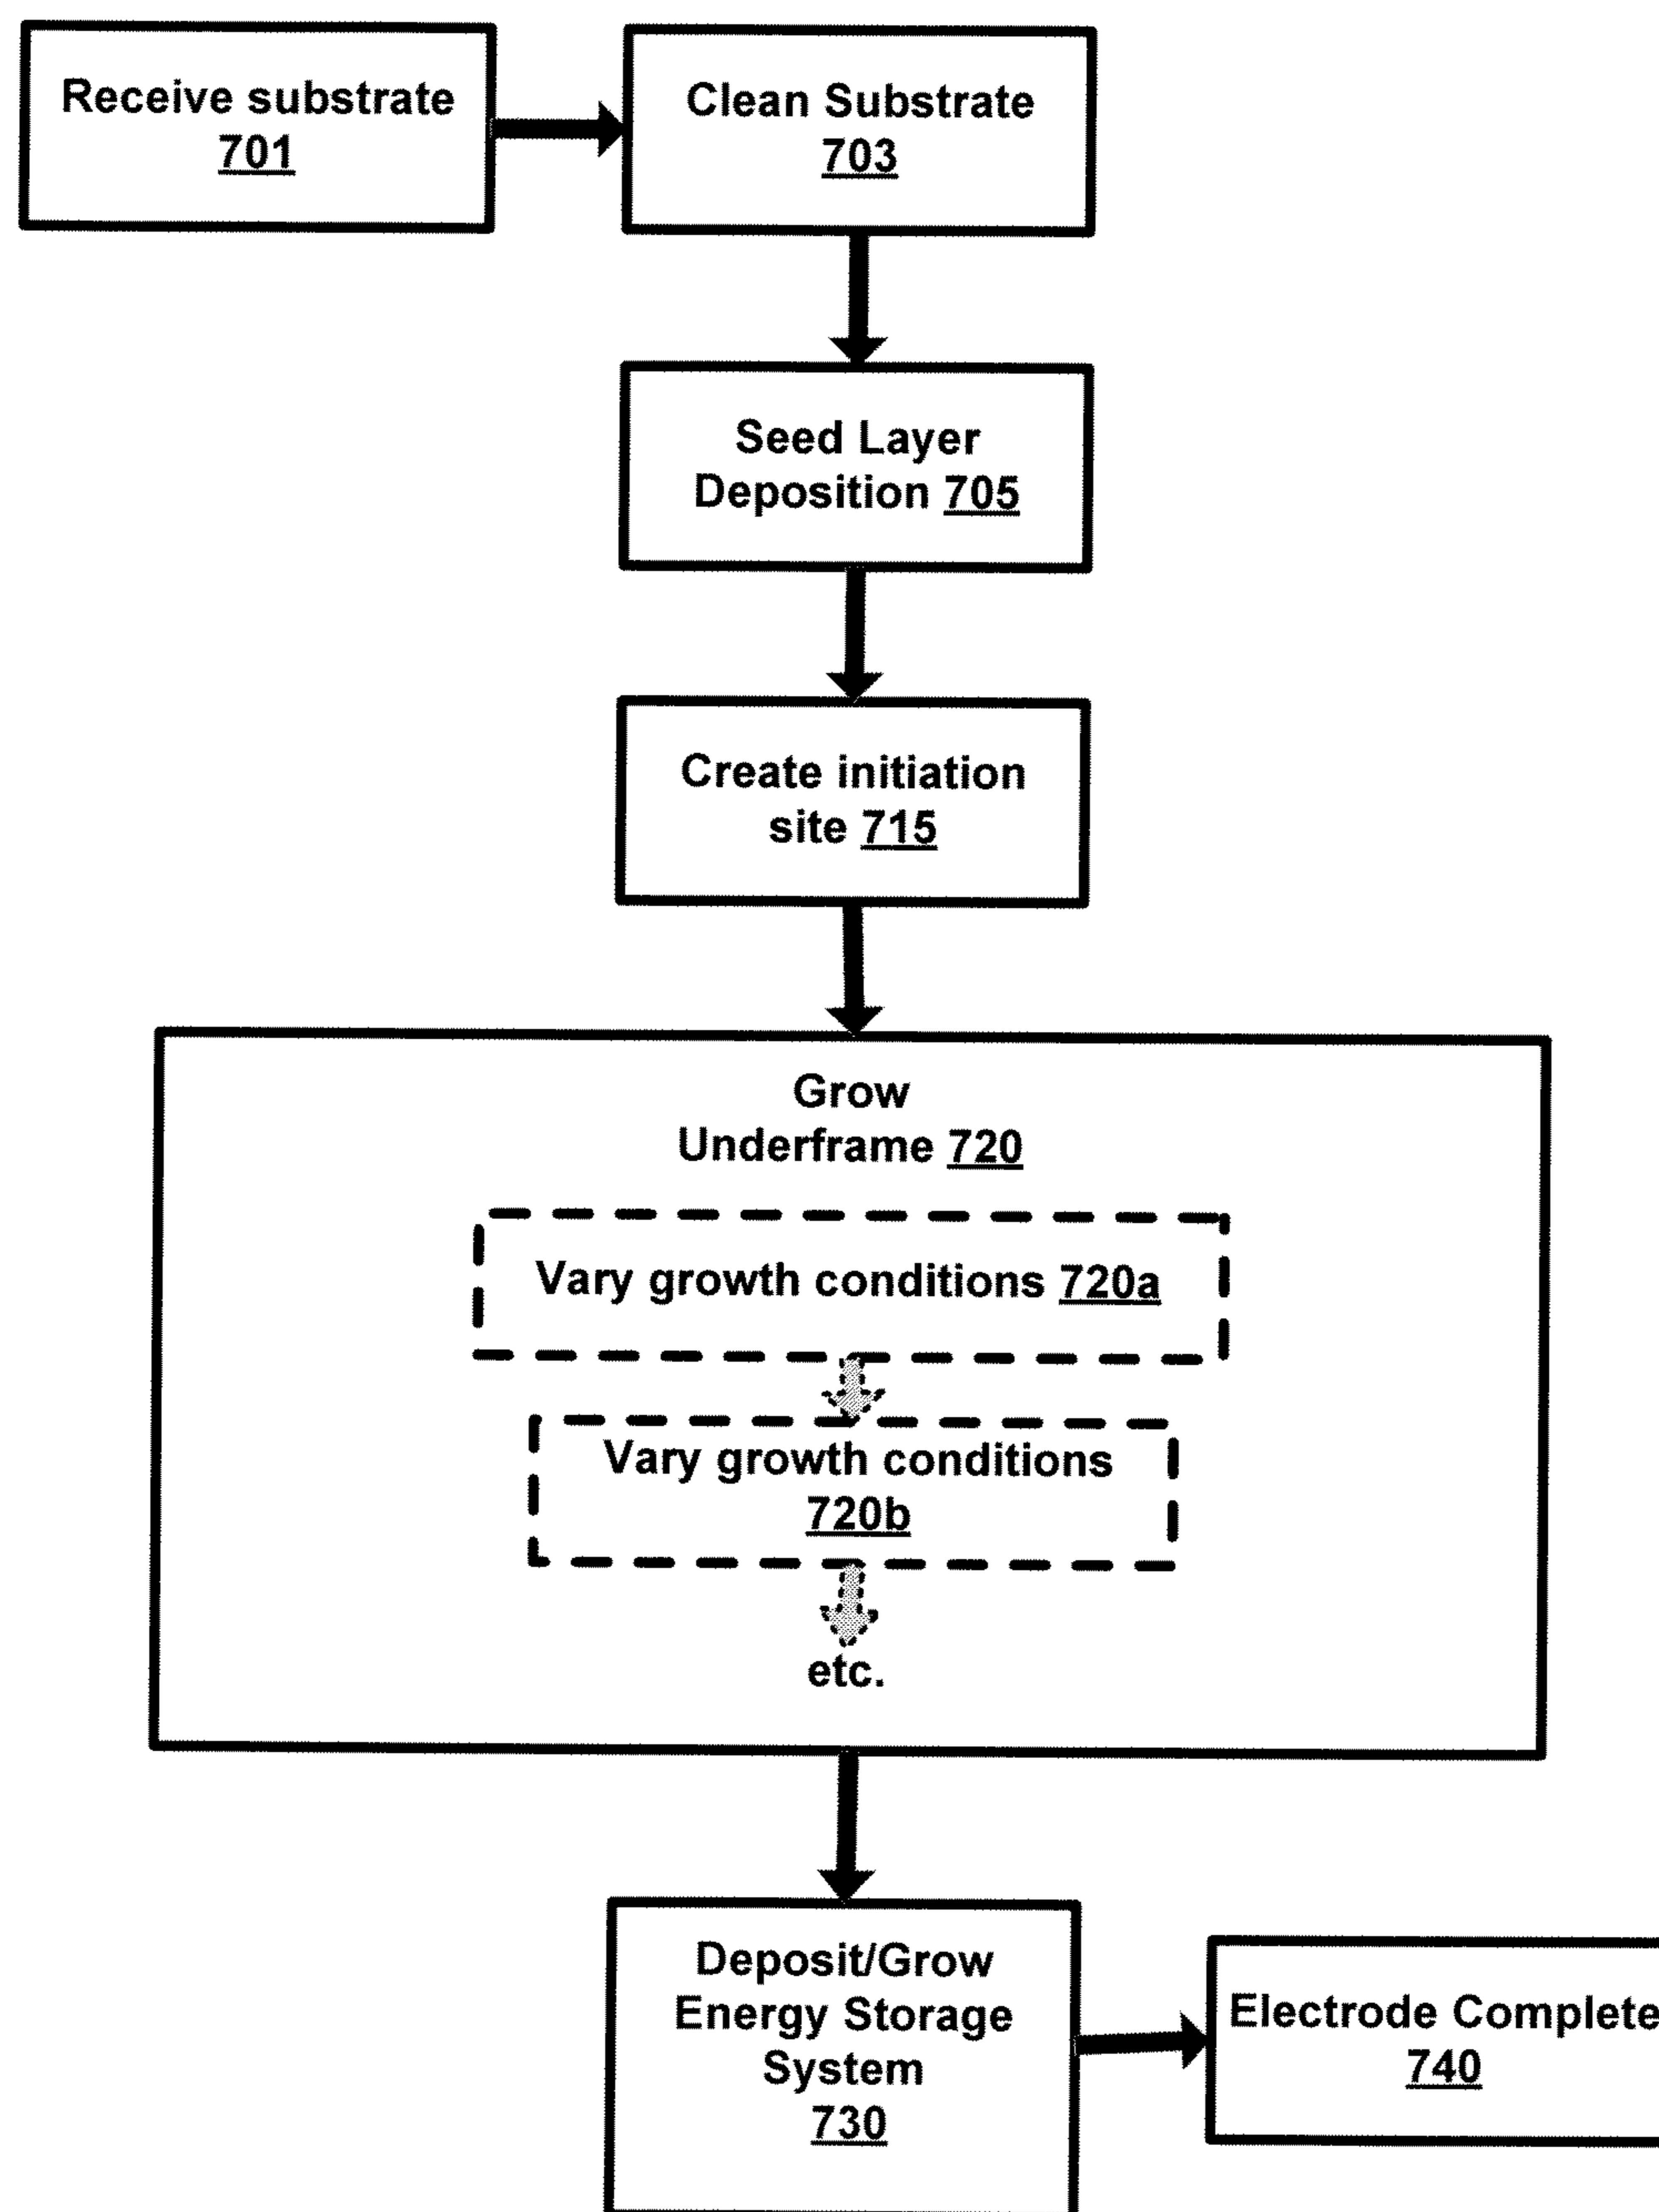 Receive substrate
701
Clean Substrate
703
Seed Layer
Deposition 705
Create initiation
site 715
Grow
Underframe 720
Vary growth conditions 720a
Vary growth conditions
720b
etc.
Deposit/Grow
Energy Storage
System
730
Electrode Complete
740